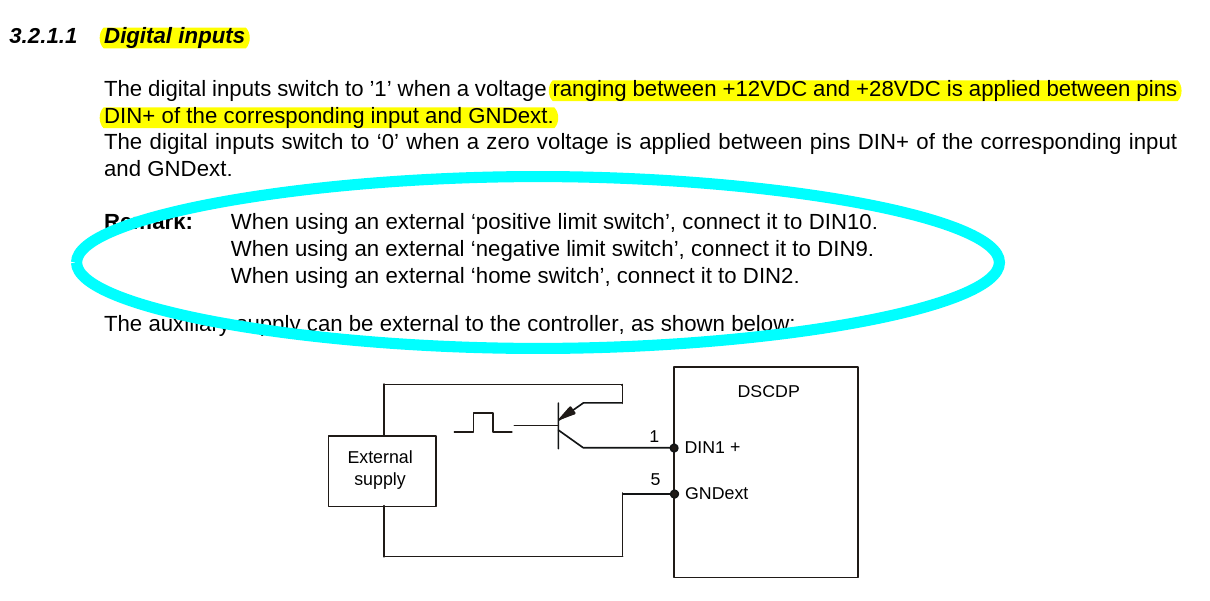 3.2.1.1 Digital inputs
The digital inputs switch to ’1’ when a voltage ranging between +12VDC and +28VDC is applied between pins
DIN+ of the corresponding input and GNDext.
The digital inputs switch to ‘0’ when a zero voltage is applied between pins DIN+ of the corresponding input
and GNDext.
Remark: When using an external ‘positive limit switch’, connect it to DIN10.
When using an external ‘negative limit switch’, connect it to DIN9.
When using an external ‘home switch’, connect it to DIN2.
The auxiliary supply can be external to the controller, as shown below:
DSCDP
1 DIN1 +
External
supply
5 GNDext